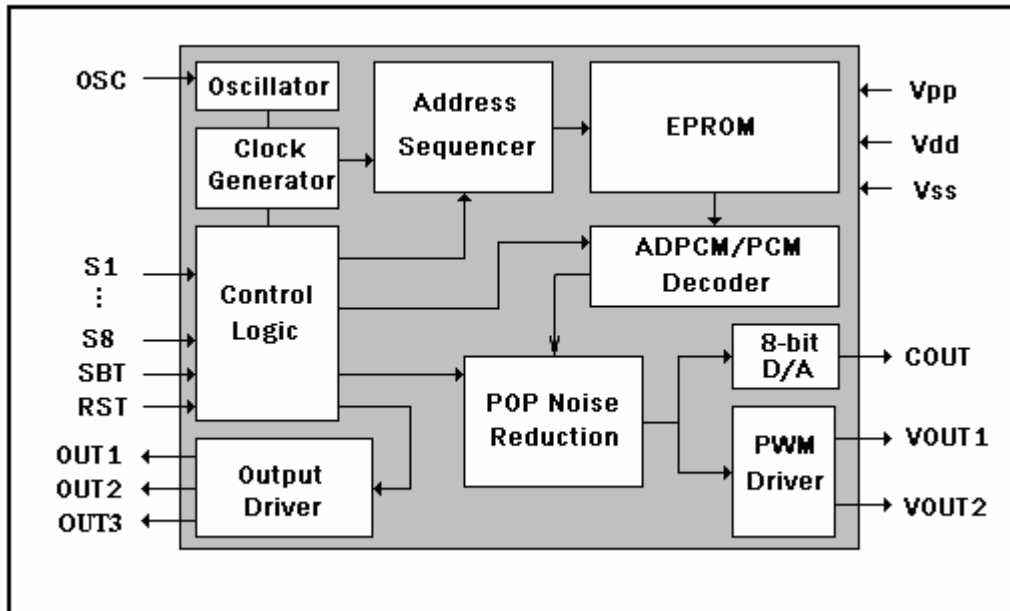 OSC
Oscillator
Clock
Generator
Address
Sequencer
EPROM
Vpp
Vdd
Vss
S1
⋮
S8
SBT
RST
Control
Logic
ADPCM/PCM
Decoder
POP Noise
Reduction
8-bit
D/A
COUT
PWM
Driver
VOUT1
VOUT2
OUT1
OUT2
OUT3
Output
Driver